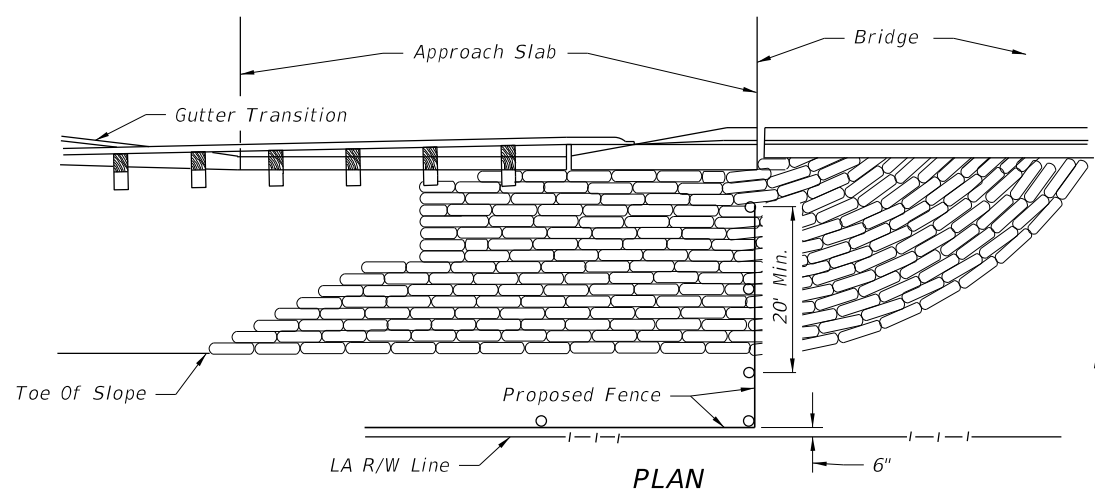 Bridge
Approach Slab
Gutter Transition
20' Min.
Toe Of Slope
Proposed Fence
LA R/W Line
6"
PLAN